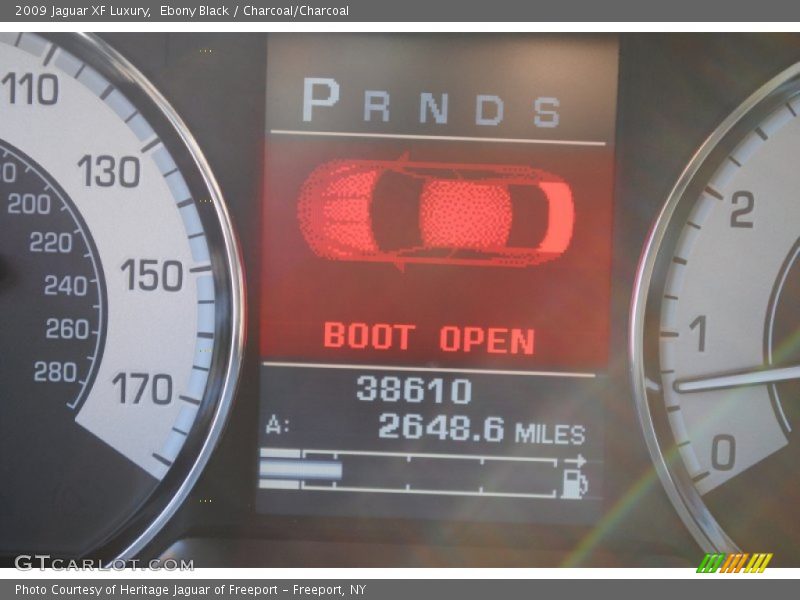 2009 Jaguar XF Luxury, Ebony Black / Charcoal/Charcoal
P R N D S
110
130
150
170
200
220
240
260
280
BOOT OPEN
38610
A: 2648.6 MILES
2
1
0
GTCARLOT.COM
Photo Courtesy of Heritage Jaguar of Freeport - Freeport, NY